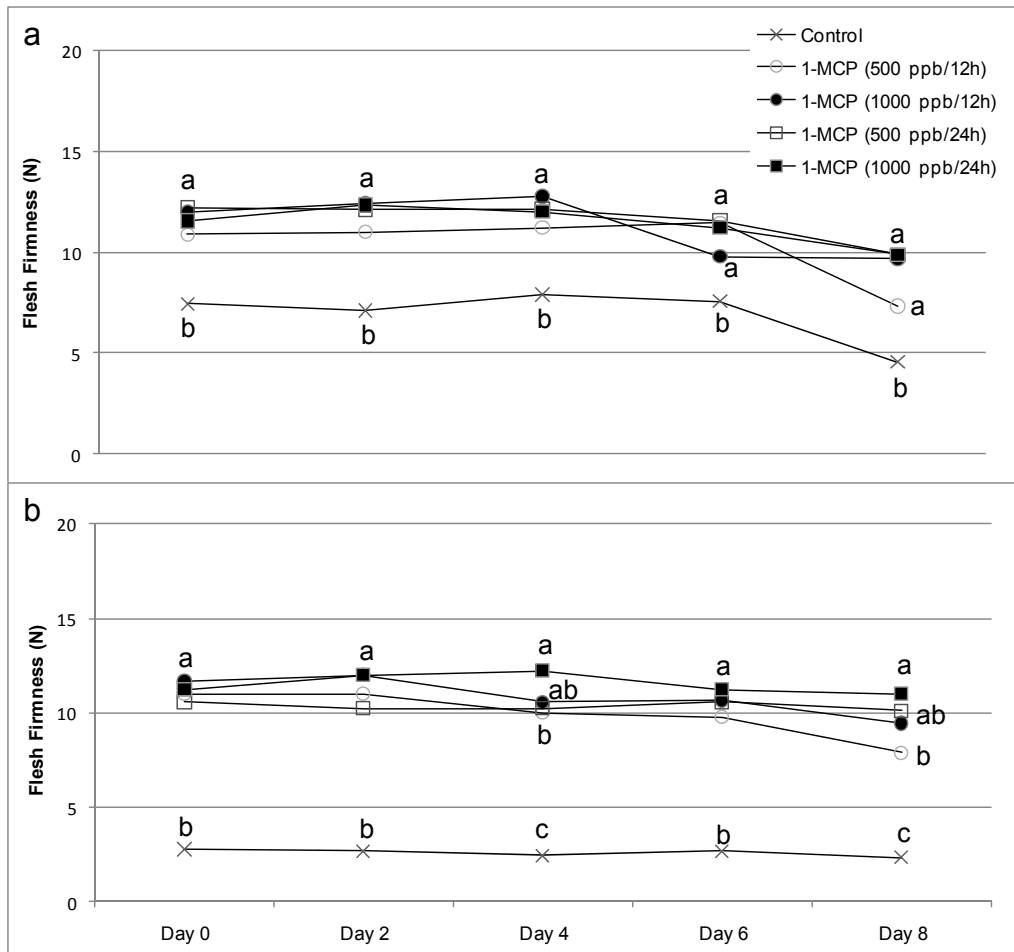 a
20
15
10
5
0
Flesh Firmness (N)
Control
1-MCP (500 ppb/12h)
1-MCP (1000 ppb/12h)
1-MCP (500 ppb/24h)
1-MCP (1000 ppb/24h)
a a a a a
a a
b b b b b
b
20
15
10
5
0
Flesh Firmness (N)
a a a a a
ab ab
b b
b b c b c
Day 0 Day 2 Day 4 Day 6 Day 8